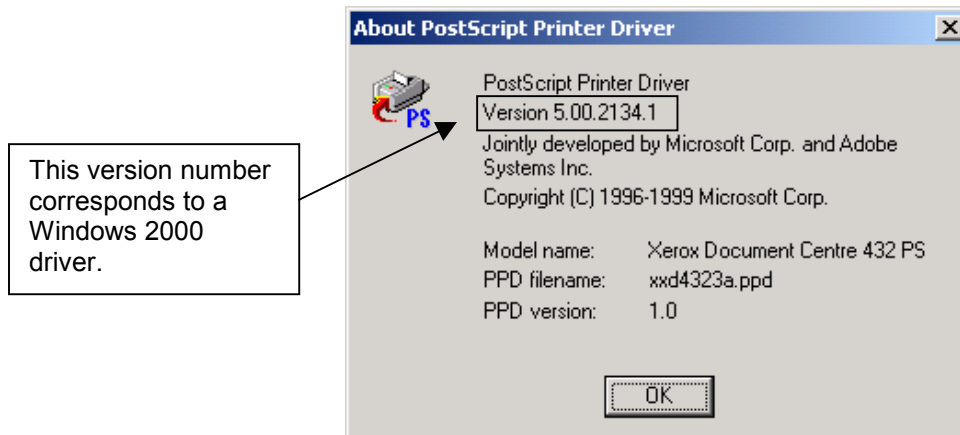 About PostScript Printer Driver
PS
PostScript Printer Driver
Version 5.00.2134.1
Jointly developed by Microsoft Corp. and Adobe
Systems Inc.
Copyright (C) 1996-1999 Microsoft Corp.
This version number
corresponds to a
Windows 2000
driver.
Model name: Xerox Document Centre 432 PS
PPD filename: xxd4323a.ppd
PPD version: 1.0
OK